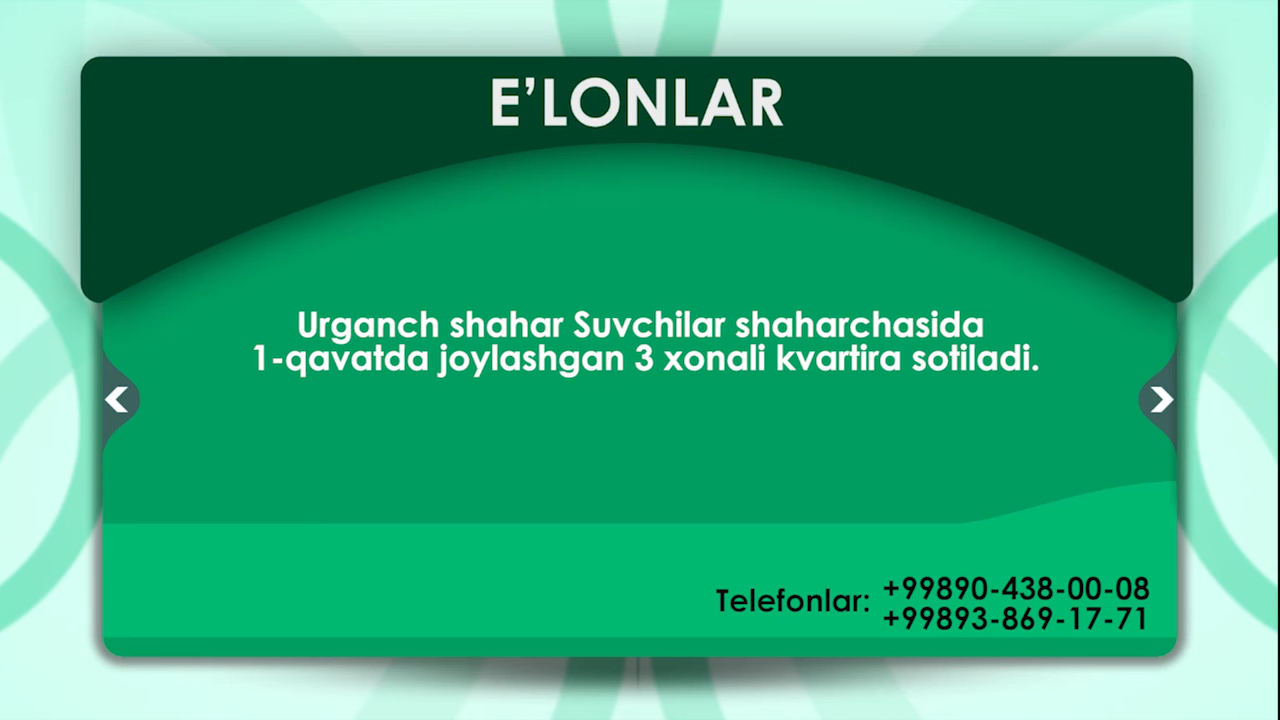 E’LONLAR
Urganch shahar Suvchilar shaharchasida
1-qavatda joylashgan 3 xonali kvartira sotiladi.
Telefonlar: +99890-438-00-08
+99893-869-17-71